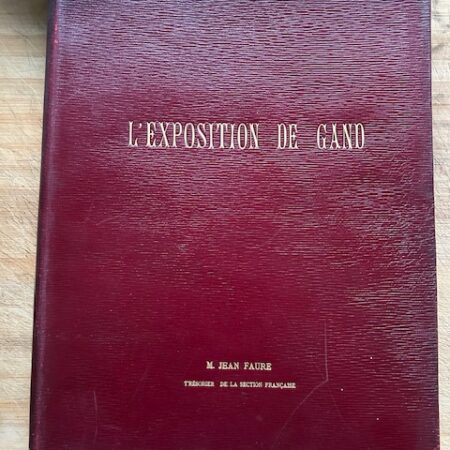 L'EXPOSITION DE GAND
M. JEAN FAURE
TRÉSORIER DE LA SECTION FRANÇAISE